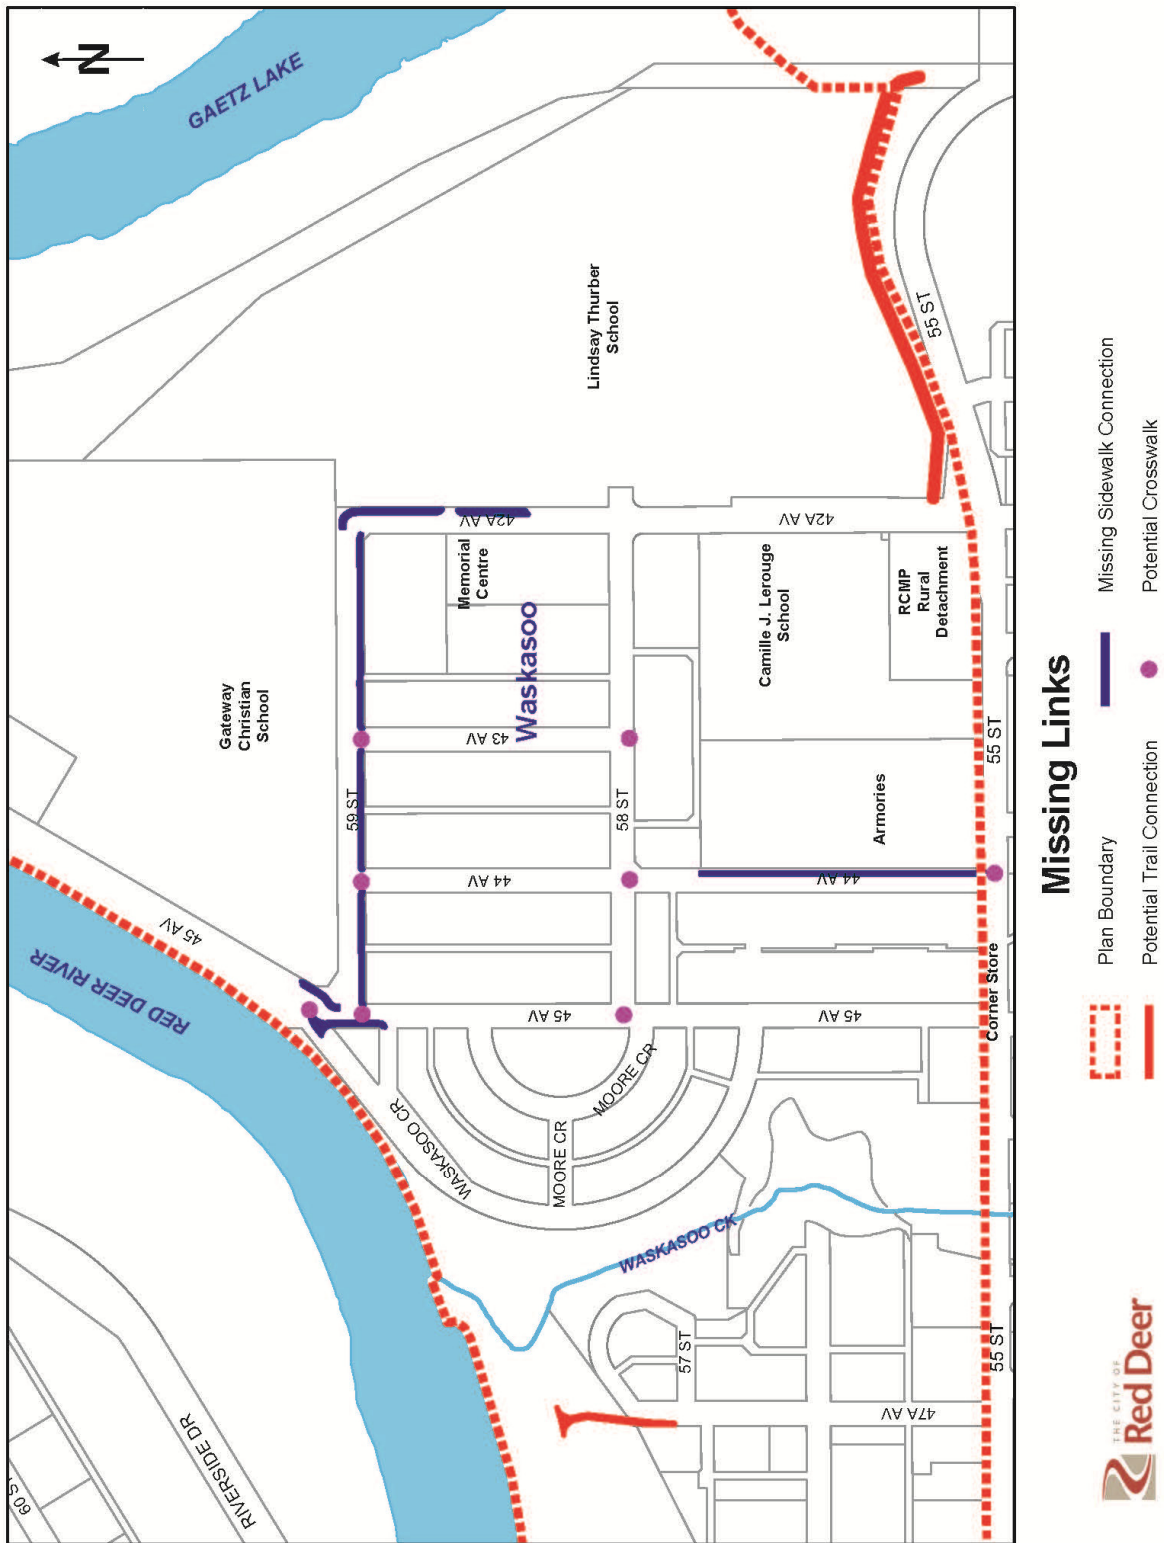 N
GAETZ LAKE
RED DEER RIVER
RIVERSIDE DR
45 AV
Gateway
Christian
School
59 ST
42A AV
Memorial
Centre
Waskasoo
43 AV
44 AV
45 AV
WASKASOO CR
MOORE CR
MOORE CR
WASKASOO CK
58 ST
Lindsay Thurber
School
42A AV
Camille J. Lerouge
School
RCMP
Rural
Detachment
Armories
44 AV
45 AV
57 ST
47A AV
55 ST
55 ST
Corner Store
55 ST
Missing Links
Plan Boundary
Missing Sidewalk Connection
Potential Trail Connection
Potential Crosswalk
THE CITY OF
Red Deer